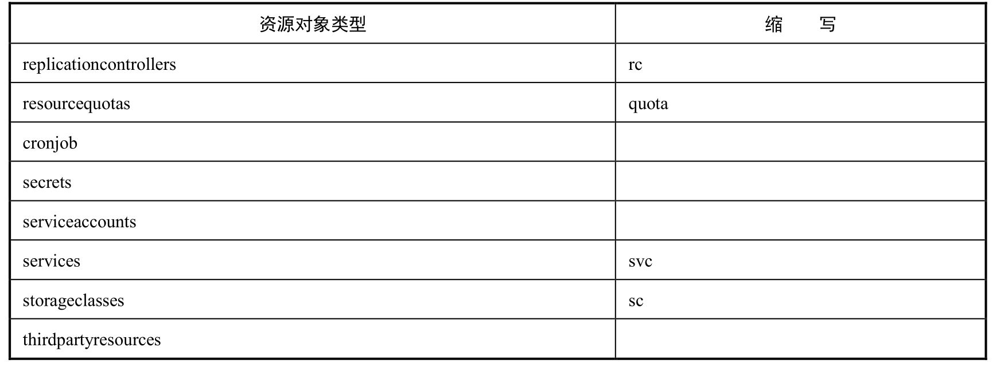 资源对象类型 缩 写
replicationcontrollers rc
resourcequotas quota
cronjob
secrets
serviceaccounts
services svc
storageclasses sc
thirdpartyresources